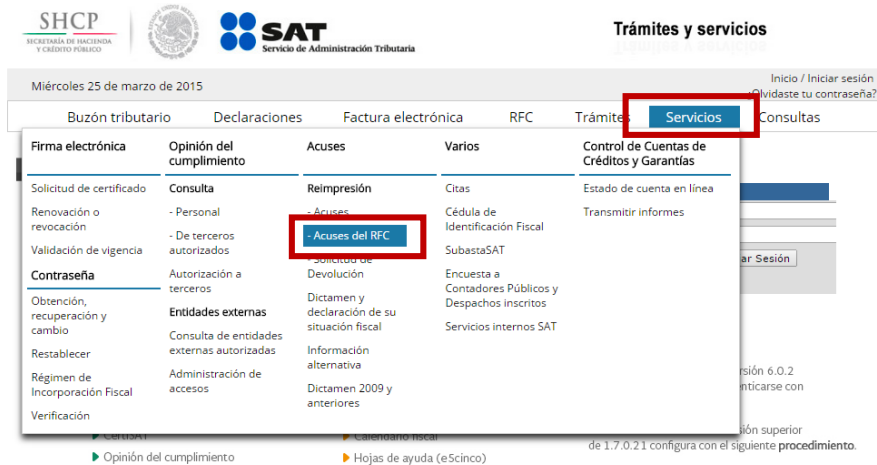 SHCP
SECRETARÍA DE HACIENDA
Y CRÉDITO PÚBLICO
SAT
Servicio de Administración Tributaria
Trámites y servicios
Miércoles 25 de marzo de 2015
Inicio / Iniciar sesión
¿Olvidaste tu contraseña?
Buzón tributario
Declaraciones
Factura electrónica
RFC
Trámites
Servicios
Consultas
Firma electrónica
Solicitud de certificado
Renovación o
revocación
Validación de vigencia
Contraseña
Obtención,
recuperación y
cambio
Restablecer
Régimen de
Incorporación Fiscal
Verificación
Opinión del
cumplimiento
Consulta
- Personal
- De terceros
autorizados
Autorización a
terceros
Entidades externas
Consulta de entidades
externas autorizadas
Administración de
accesos
Acuses
Reimpresión
- Acuses
- Acuses del RFC
- Solicitud de
Devolución
Dictamen y
declaración de su
situación fiscal
Información
alternativa
Dictamen 2009 y
anteriores
Varios
Citas
Cédula de
Identificación Fiscal
SubastaSAT
Encuesta a
Contadores Públicos y
Despachos inscritos
Servicios internos SAT
Control de Cuentas de
Créditos y Garantías
Estado de cuenta en línea
Transmitir informes
ar Sesión
rsión 6.0.2
enticarse con
sión superior
de 1.7.0.21 configura con el siguiente procedimiento.
CertiSAT
Opinión del cumplimiento
Calendario fiscal
Hojas de ayuda (eScinco)